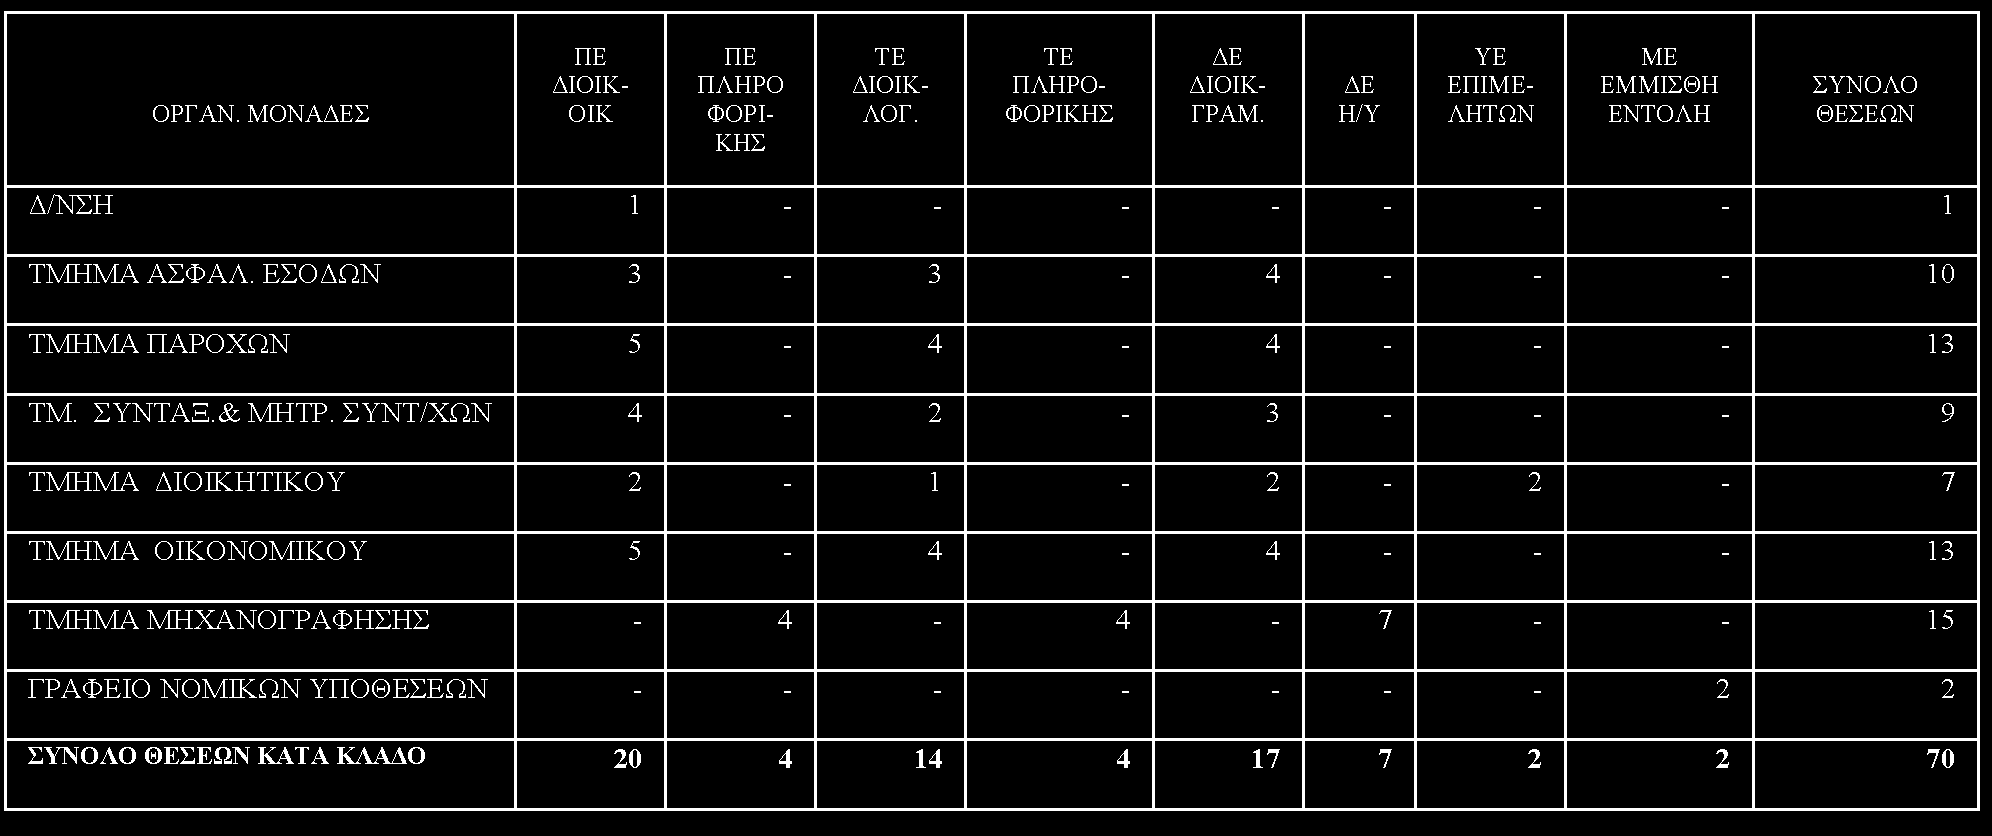 ΟΡΓΑΝ. ΜΟΝΑΔΕΣ ΠΕ ΔΙΟΙΚ- ΟΙΚ ΠΕ ΠΛΗΡΟ ΦΟΡΙ- ΚΗΣ ΤΕ ΔΙΟΙΚ- ΛΟΓ. ΤΕ ΠΛΗΡΟ- ΦΟΡΙΚΗΣ ΔΕ ΔΙΟΙΚ- ΓΡΑΜ. ΔΕ Η/Υ ΥΕ ΕΠΙΜΕ- ΛΗΤΩΝ ΜΕ ΕΜΜΙΣΘΗ ΕΝΤΟΛΗ ΣΥΝΟΛΟ ΘΕΣΕΩΝ
Δ/ΝΣΗ 1 - - - - - - - 1
ΤΜΗΜΑ ΑΣΦΑΛ. ΕΣΟΔΩΝ 3 - 3 - 4 - - - 10
ΤΜΗΜΑ ΠΑΡΟΧΩΝ 5 - 4 - 4 - - - 13
ΤΜ. ΣΥΝΤΑΞ.& ΜΗΤΡ. ΣΥΝΤ/ΧΩΝ 4 - 2 - 3 - - - 9
ΤΜΗΜΑ ΔΙΟΙΚΗΤΙΚΟΥ 2 - 1 - 2 - 2 - 7
ΤΜΗΜΑ ΟΙΚΟΝΟΜΙΚΟΥ 5 - 4 - 4 - - - 13
ΤΜΗΜΑ ΜΗΧΑΝΟΓΡΑΦΗΣΗΣ - 4 - 4 - 7 - - 15
ΓΡΑΦΕΙΟ ΝΟΜΙΚΩΝ ΥΠΟΘΕΣΕΩΝ - - - - - - - 2 2
ΣΥΝΟΛΟ ΘΕΣΕΩΝ ΚΑΤΑ ΚΛΑΔΟ 20 4 14 4 17 7 2 2 70